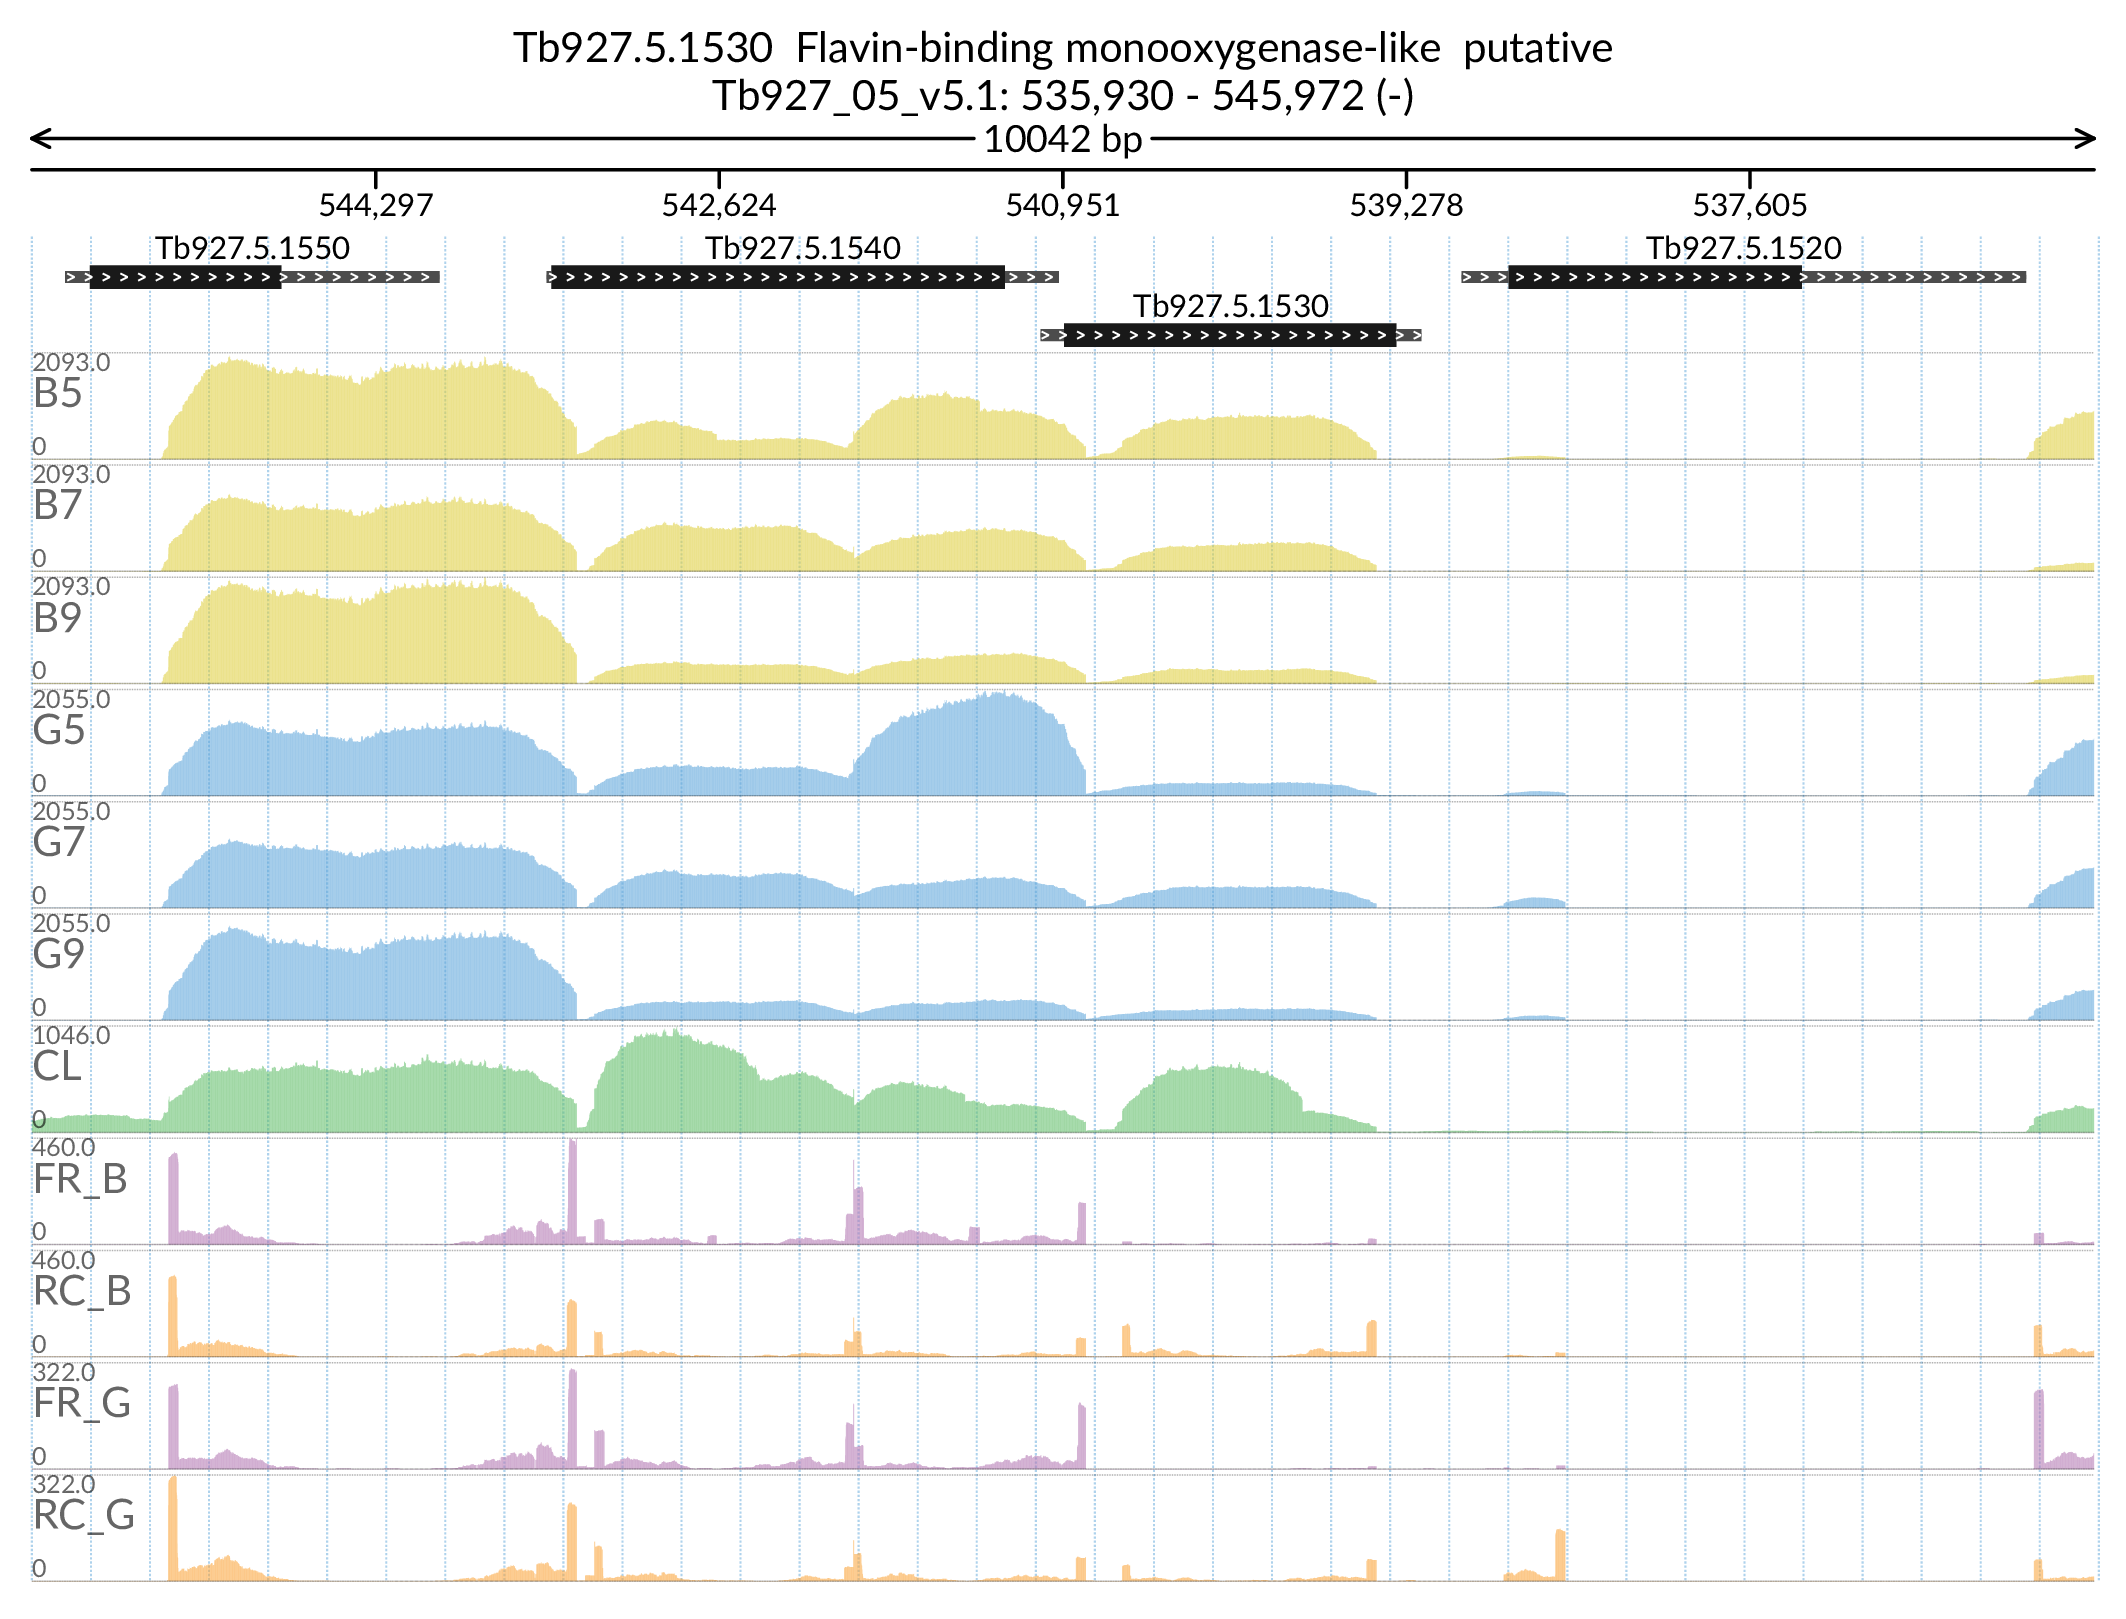 Tb927.5.1530  Flavin-binding monooxygenase-like  putative
Tb927_05_v5.1: 535,930 - 545,972 (-)
10042 bp
544,297 542,624 540,951 539,278 537,605
Tb927.5.1550 Tb927.5.1540 Tb927.5.1520
Tb927.5.1530
2093.0
B5
0
2093.0
B7
0
2093.0
B9
0
2055.0
G5
0
2055.0
G7
0
2055.0
G9
0
1046.0
CL
0
460.0
FR_B
0
460.0
RC_B
0
322.0
FR_G
0
322.0
RC_G
0